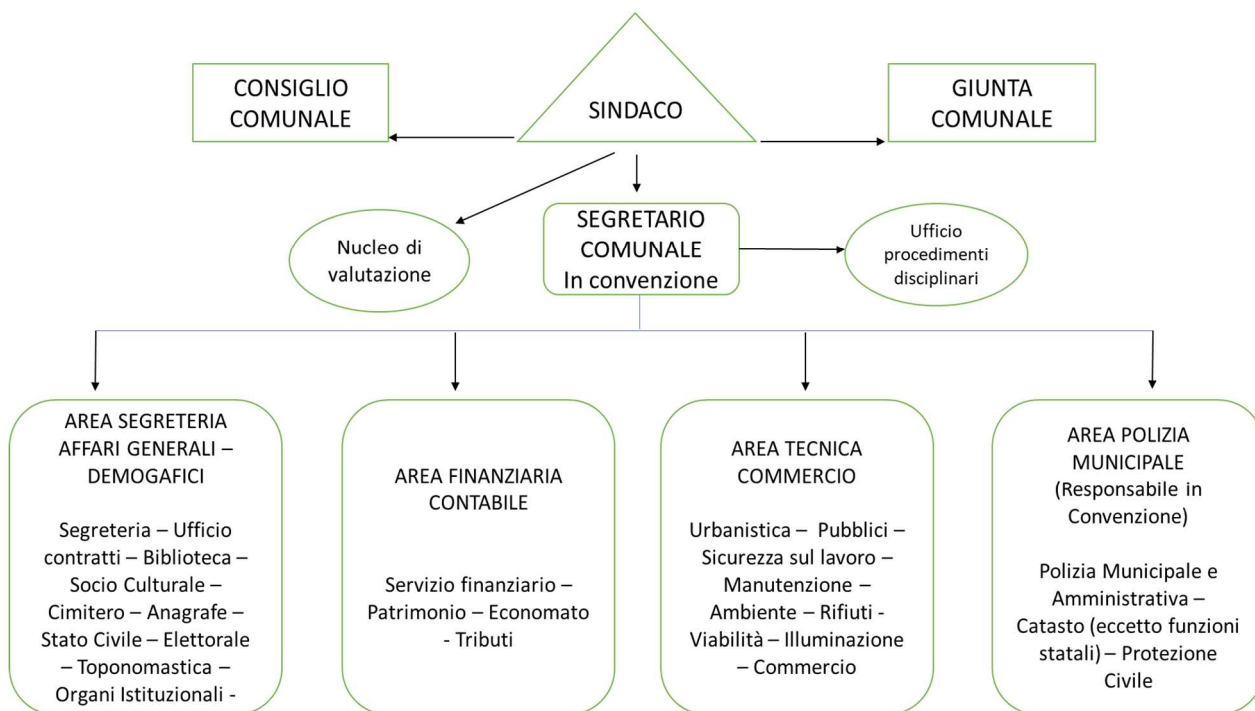 CONSIGLIO
COMUNALE
SINDACO
GIUNTA
COMUNALE
Nucleo di
valutazione
SEGRETARIO
COMUNALE
In convenzione
Ufficio
procedimenti
disciplinari
AREA SEGRETERIA
AFFARI GENERALI –
DEMOGAFICI
Segreteria – Ufficio
contratti – Biblioteca –
Socio Culturale –
Cimitero – Anagrafe –
Stato Civile – Elettorale
– Toponomastica –
Organi Istituzionali -
AREA FINANZIARIA
CONTABILE
Servizio finanziario –
Patrimonio – Economato
- Tributi
AREA TECNICA
COMMERCIO
Urbanistica – Pubblici –
Sicurezza sul lavoro –
Manutenzione –
Ambiente – Rifiuti -
Viabilità – Illuminazione
– Commercio
AREA POLIZIA
MUNICIPALE
(Responsabile in
Convenzione)
Polizia Municipale e
Amministrativa –
Catasto (eccetto funzioni
statali) – Protezione
Civile